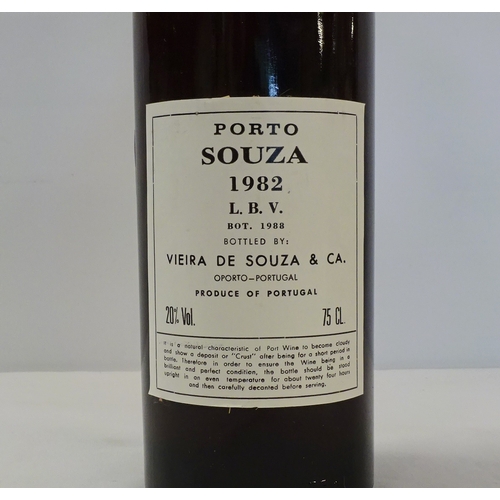 PORTO
SOUZA
1982
L. B. V.
BOT. 1988
BOTTLED BY:
VIEIRA DE SOUZA & CA.
OPORTO—PORTUGAL
PRODUCE OF PORTUGAL
20% Vol. 75 CL.
It is a natural characteristic of Port Wine to become cloudy
and show a deposit or "Crust" after being for a short period in
bottle. Therefore in order to ensure the Wine being in a
brilliant and perfect condition, the bottle should be stand
upright in an even temperature for about twenty four hours
and then carefully decanted before serving.